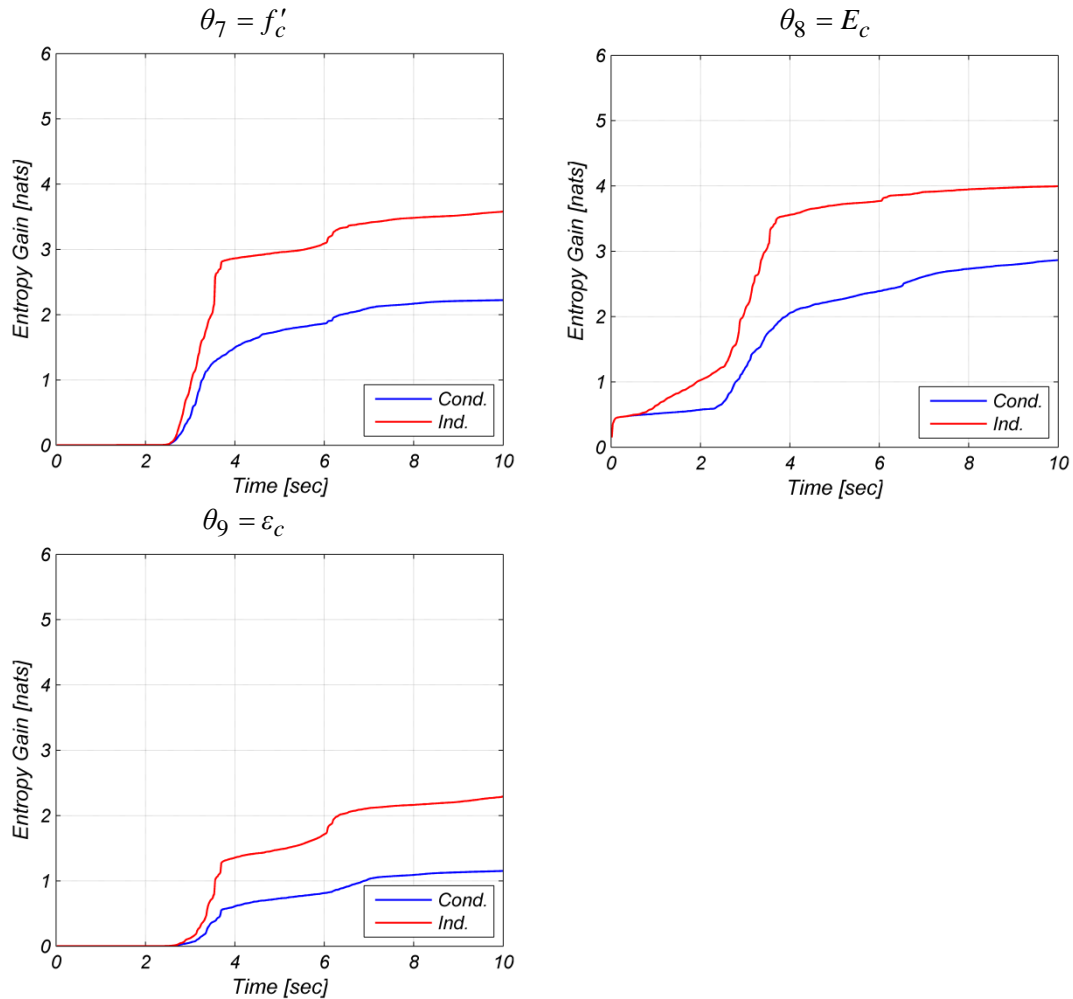 θ₇ = f′_c
6
5
4
3
2
1
0
Entropy Gain [nats]
0 2 4 6 8 10
Time [sec]
Cond.
Ind.
θ₈ = E_c
6
5
4
3
2
1
0
Entropy Gain [nats]
0 2 4 6 8 10
Time [sec]
Cond.
Ind.
θ₉ = ε_c
6
5
4
3
2
1
0
Entropy Gain [nats]
0 2 4 6 8 10
Time [sec]
Cond.
Ind.